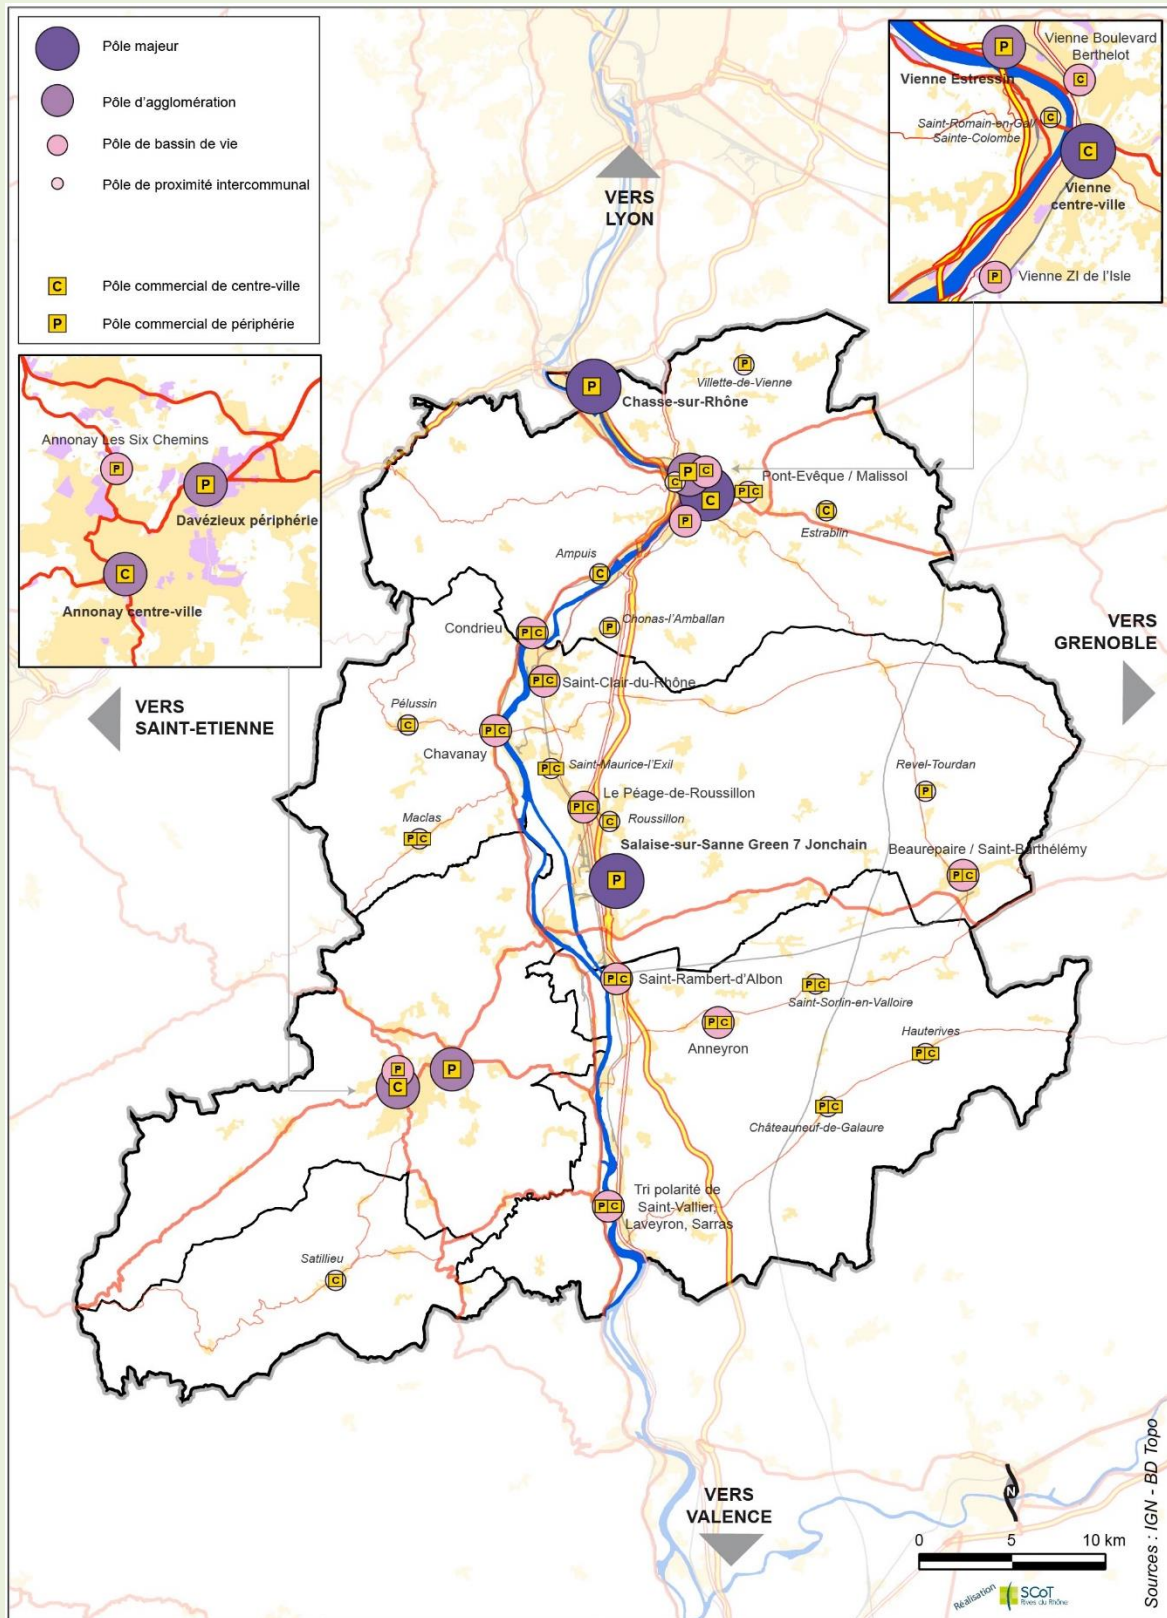 Pôle majeur
Pôle d'agglomération
Pôle de bassin de vie
Pôle de proximité intercommunal
C Pôle commercial de centre-ville
P Pôle commercial de périphérie
P
Vienne Boulevard
Berthelot
C
Vienne Estressin
Saint-Romain-en-Gal/
Sainte-Colombe
C
C
Vienne
centre-ville
P
Vienne ZI de l'Isle
VERS
LYON
Annonay Les Six Chemins
P
P
Davézieux périphérie
C
Annonay centre-ville
P
Villette-de-Vienne
P
Chasse-sur-Rhône
P
C
C
C
P C
Pont-Evêque / Malissol
P
C
Estrablin
Ampuis
C
P
Chonas-l'Amballan
Condrieu
P C
VERS
GRENOBLE
P C
Saint-Clair-du-Rhône
VERS
SAINT-ETIENNE
Pélussin
C
P C
Chavanay
P C
Saint-Maurice-l'Exil
Revel-Tourdan
P
P C
Le Péage-de-Roussillon
C
Roussillon
Maclas
P C
Salaise-sur-Sanne Green 7 Jonchain
P
Beaurepaire / Saint-Barthélémy
P C
P C
Saint-Rambert-d'Albon
P C
Saint-Sorlin-en-Valloire
P C
Anneyron
Hauterives
P C
P
C
P
P C
Châteauneuf-de-Galaure
Tri polarité de
Saint-Vallier,
Laveyron, Sarras
P C
Satillieu
C
VERS
VALENCE
N
0 5 10 km
Réalisation
SCoT
Rives du Rhône
Sources : IGN - BD Topo